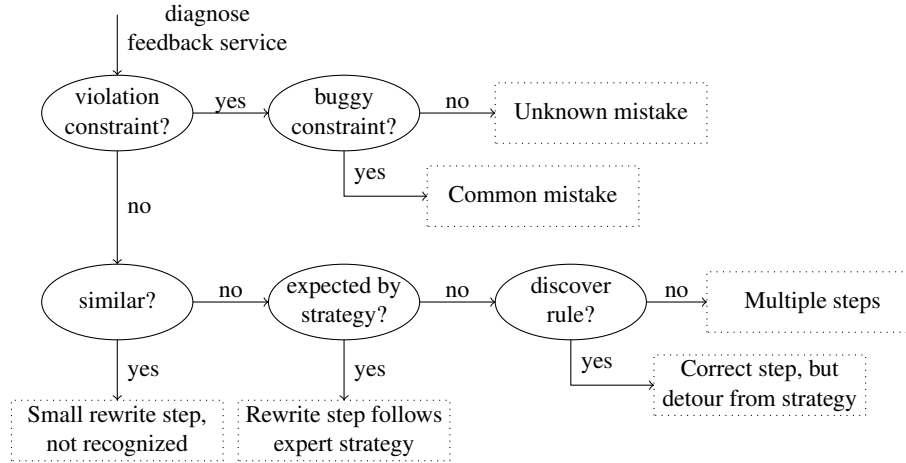 diagnose
feedback service
violation
constraint?
yes
buggy
constraint?
no
Unknown mistake
yes
Common mistake
no
similar?
no
expected by
strategy?
no
discover
rule?
no
Multiple steps
yes
Small rewrite step,
not recognized
yes
Rewrite step follows
expert strategy
yes
Correct step, but
detour from strategy